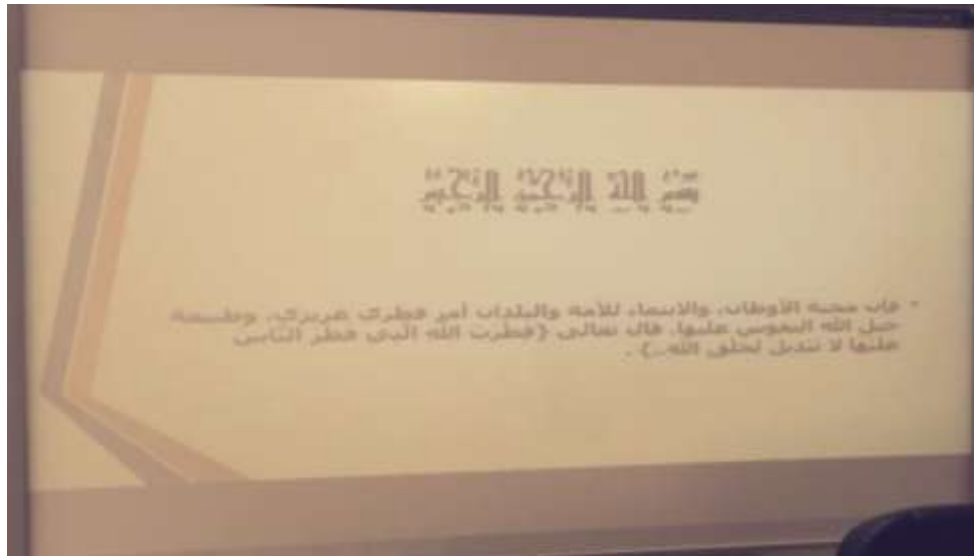 بسم الله الرحمن الرحيم
• فإن محبة الأوطان، والانتماء للأمة والبلدان أمر فطري غريزي، وطبيعة
جبل الله النفوس عليها، قال تعالى {فطرت الله التي فطر الناس
عليها لا تبديل لخلق الله..} .